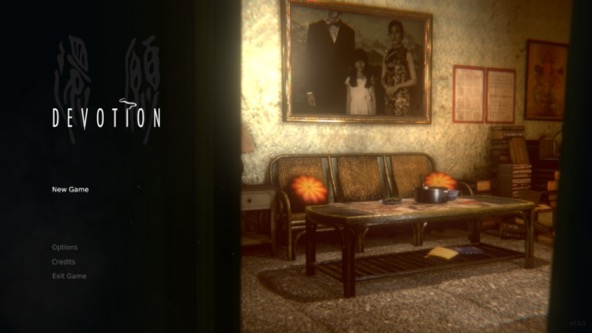 還願
DEVOTION
New Game
Options
Credits
Exit Game